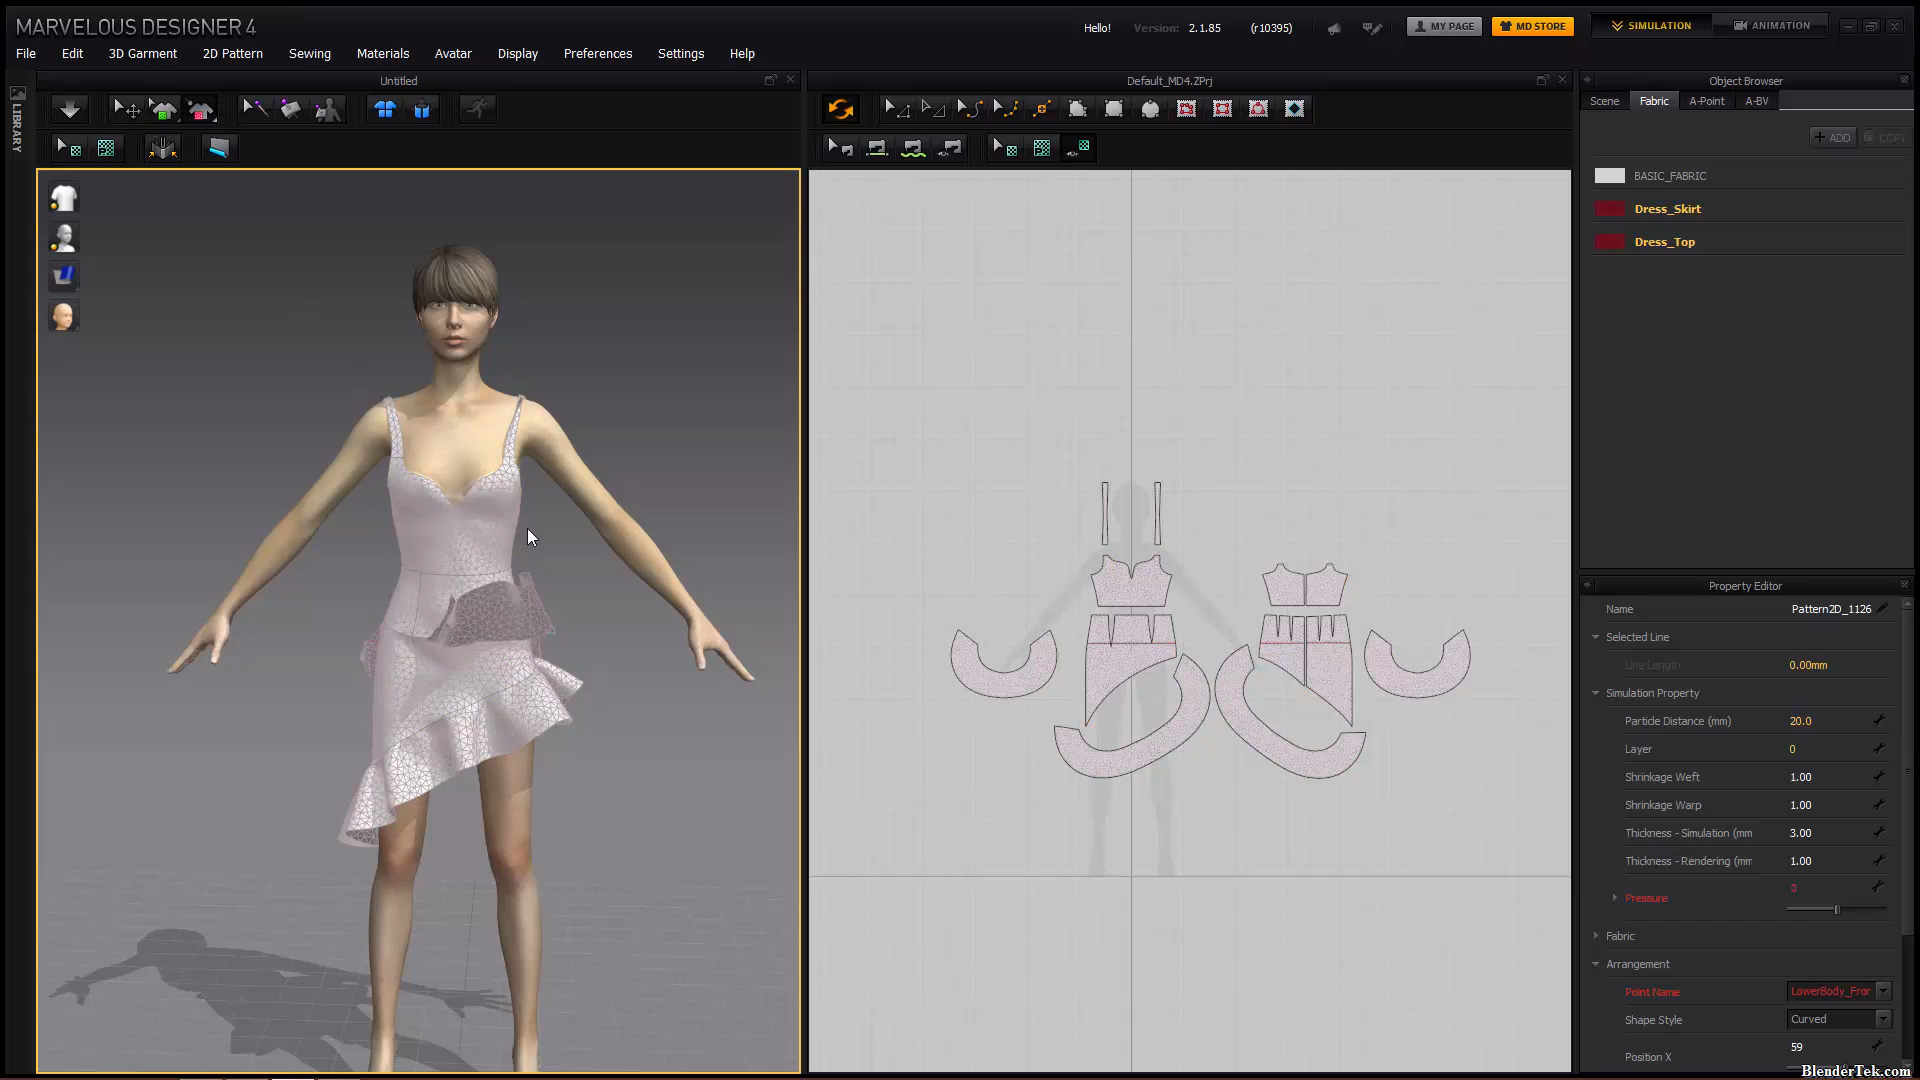 MARVELOUS DESIGNER 4
Hello! Version: 2.1.85 (r10395) MY PAGE MD STORE SIMULATION ANIMATION
File Edit 3D Garment 2D Pattern Sewing Materials Avatar Display Preferences Settings Help
Untitled
Default_MD4.ZPrj
Object Browser
LIBRARY
Scene Fabric A-Point A-BV
+ ADD COPY
BASIC_FABRIC
Dress_Skirt
Dress_Top
Property Editor
Name Pattern2D_1126
Selected Line
Line Length 0.00mm
Simulation Property
Particle Distance (mm) 20.0
Layer 0
Shrinkage Weft 1.00
Shrinkage Warp 1.00
Thickness - Simulation (mm 3.00
Thickness - Rendering (mm 1.00
Pressure 0
Fabric
Arrangement
Point Name LowerBody_Fror
Shape Style Curved
Position X 59
BlenderTek.com